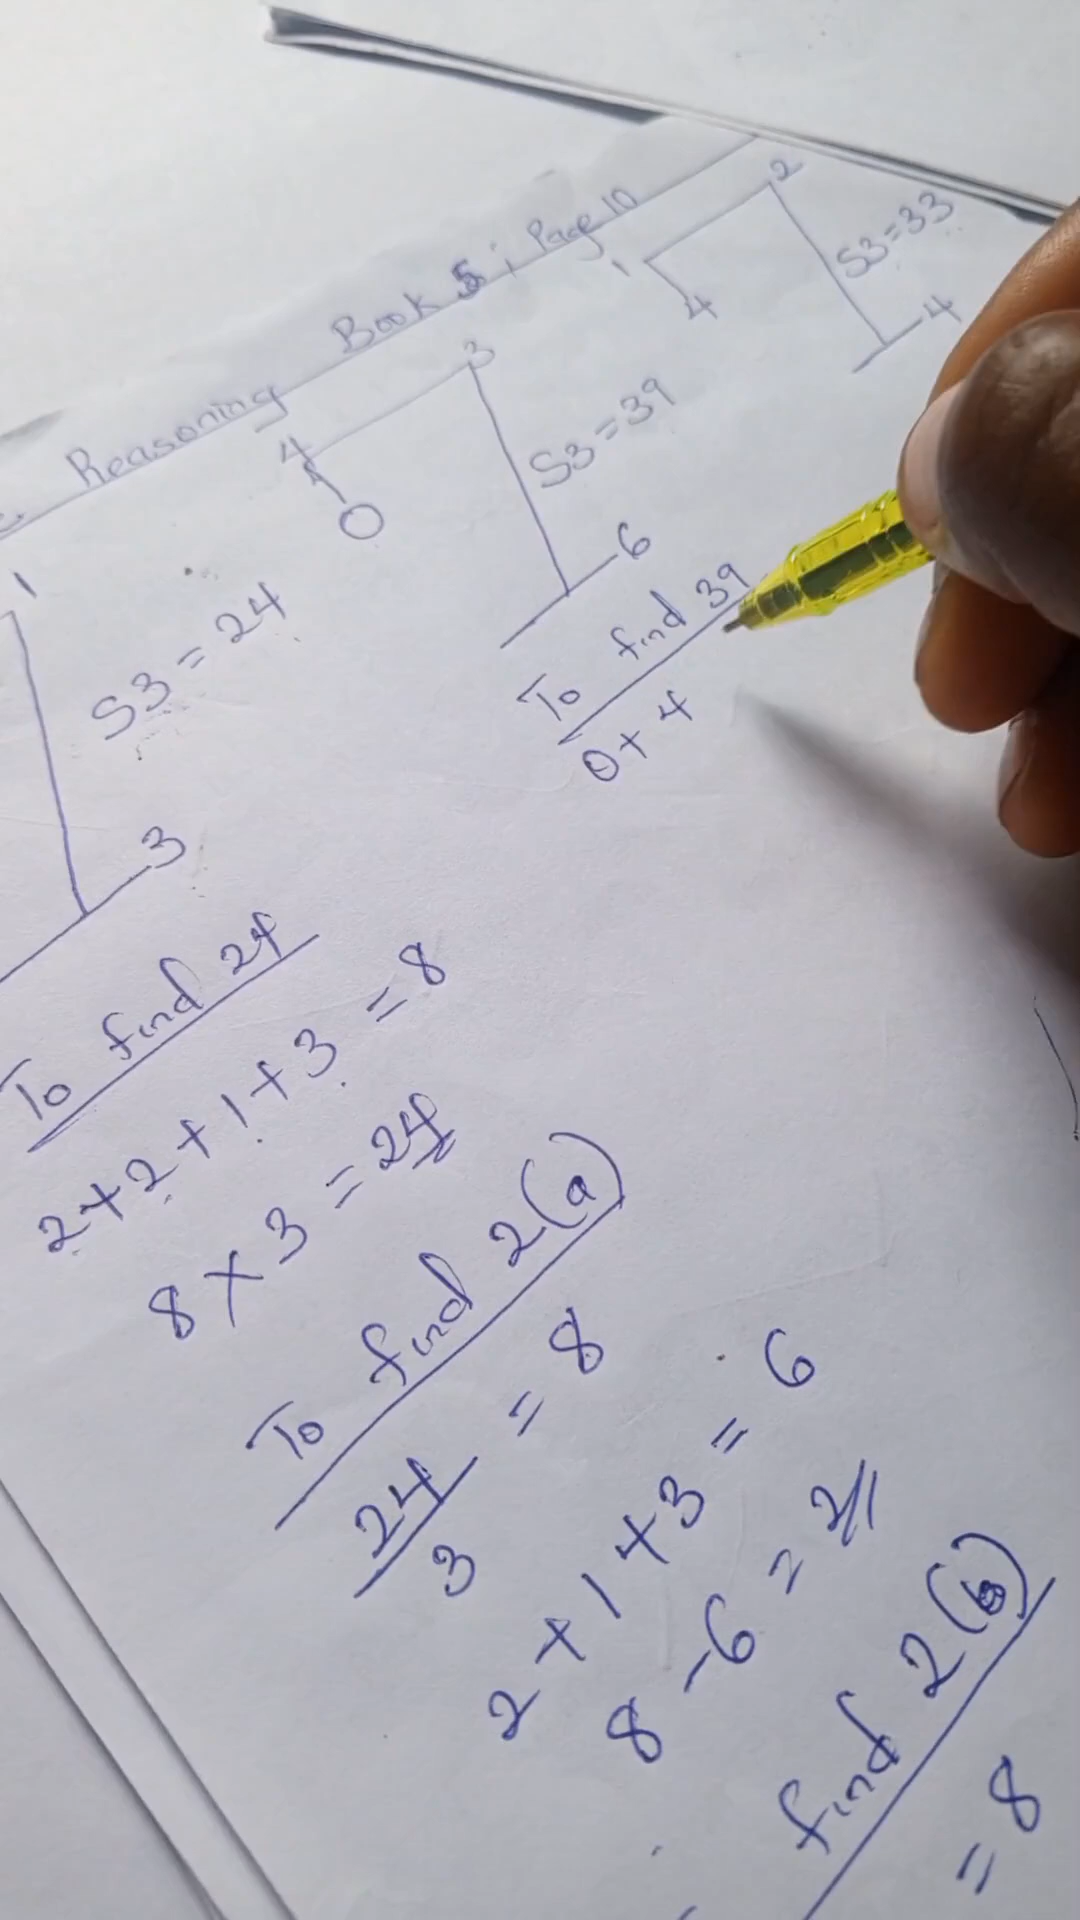 Reasoning Book 5; Page 10
1
S3 = 24
3
4
3
0
S3 = 39
6
1
2
4
S3 = 33
4
To find 24
2+2+1+3 = 8
8 x 3 = 24
To find 2(a)
24 = 8
3
2 + 1 + 3 = 6
8 - 6 = 2
find 2(b)
= 8
To find 39
0 + 4